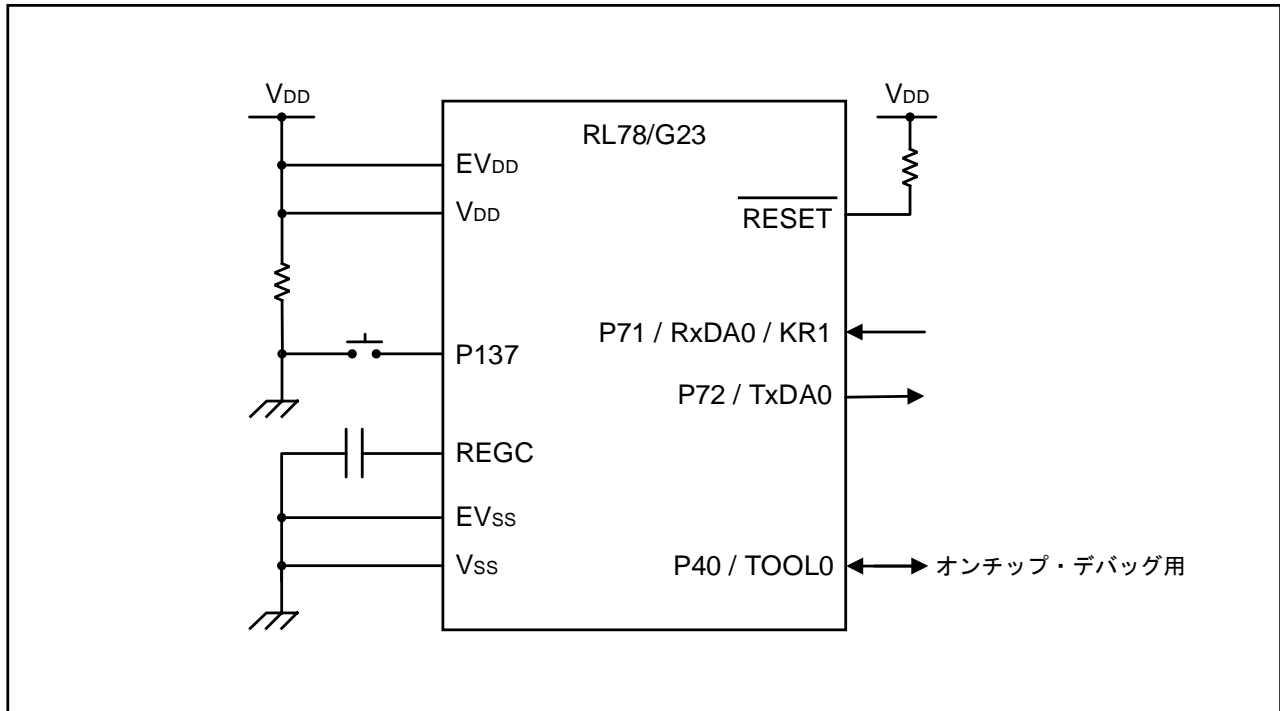 VDD
VDD
RL78/G23
EVDD
VDD
RESET
P71 / RxDA0 / KR1
P137
P72 / TxDA0
REGC
EVss
Vss
P40 / TOOL0
オンチップ・デバッグ用